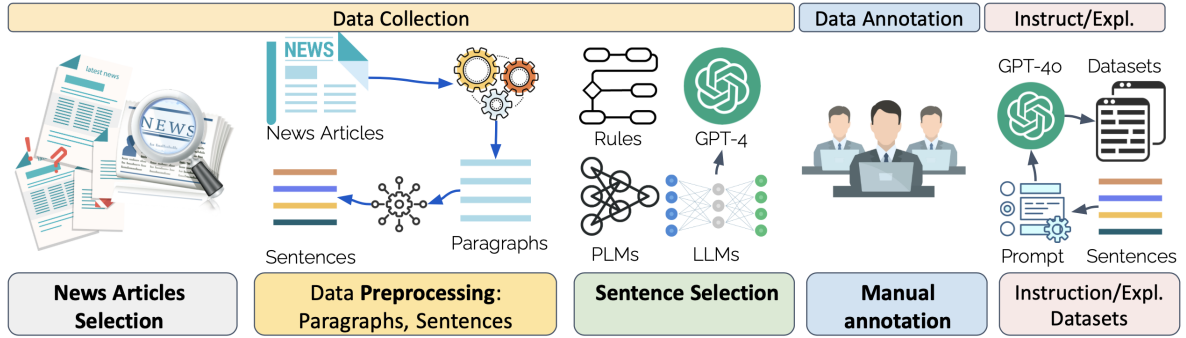 Data Collection
Data Annotation
Instruct/Expl.
latest news
NEWS
NEWS
News Articles
Rules
GPT-4
GPT-4o
Datasets
Sentences
Paragraphs
PLMs
LLMs
Prompt
Sentences
News Articles
Selection
Data Preprocessing:
Paragraphs, Sentences
Sentence Selection
Manual
annotation
Instruction/Expl.
Datasets